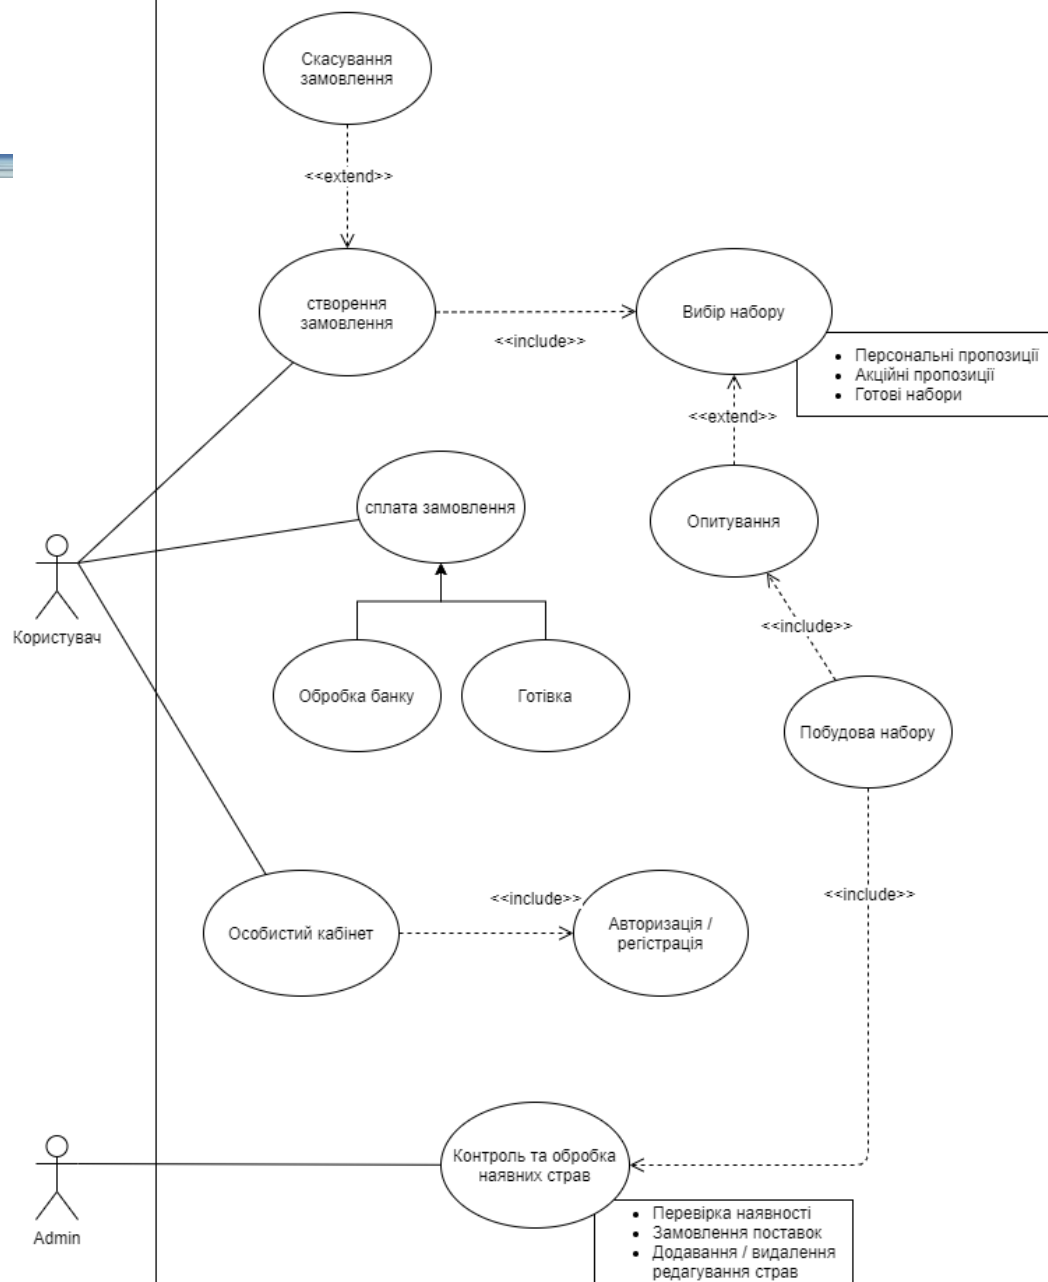 Скасування
замовлення
<<extend>>
створення
замовлення
<<include>>
Вибір набору
• Персональні пропозиції
• Акційні пропозиції
• Готові набори
<<extend>>
сплата замовлення
Опитування
<<include>>
Користувач
Обробка банку
Готівка
Побудова набору
<<include>>
<<include>>
Особистий кабінет
Авторизація /
регістрація
Контроль та обробка
наявних страв
Admin
• Перевірка наявності
• Замовлення поставок
• Додавання / видалення
редагування страв